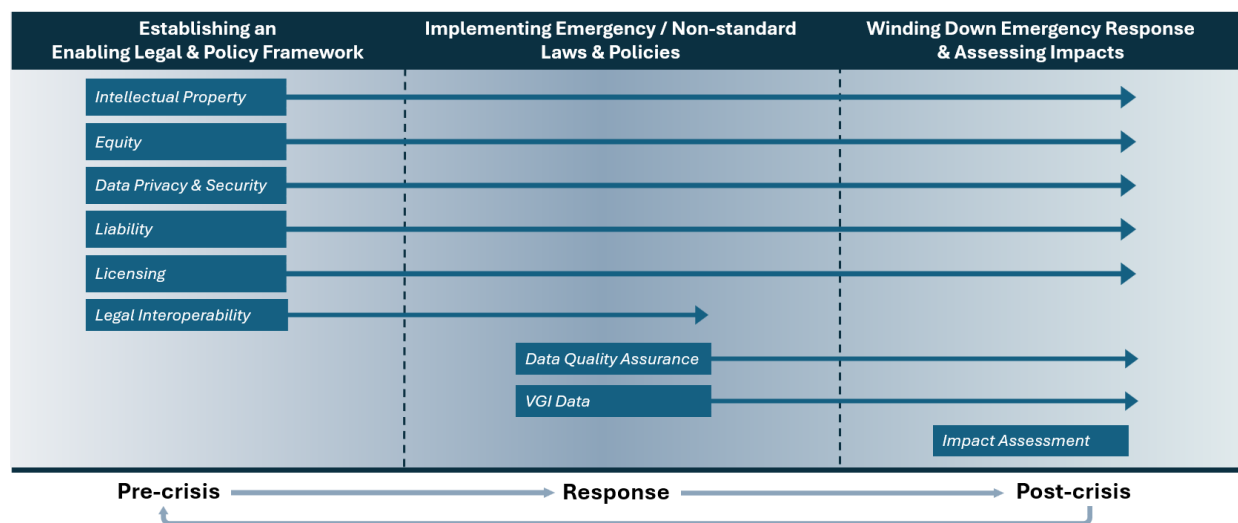 Establishing an
Enabling Legal & Policy Framework
Implementing Emergency / Non-standard
Laws & Policies
Winding Down Emergency Response
& Assessing Impacts
Intellectual Property
Equity
Data Privacy & Security
Liability
Licensing
Legal Interoperability
Data Quality Assurance
VGI Data
Impact Assessment
Pre-crisis
Response
Post-crisis